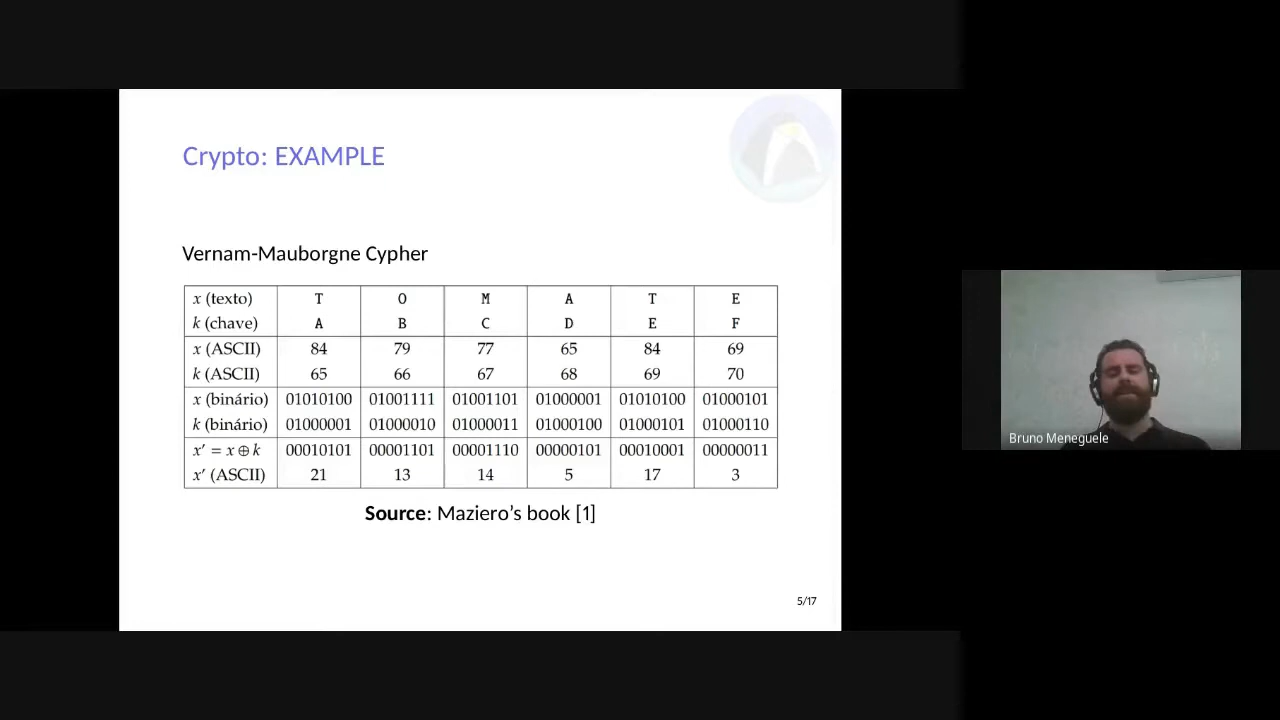 Crypto: EXAMPLE
Vernam-Mauborgne Cypher
x (texto) T O M A T E
k (chave) A B C D E F
x (ASCII) 84 79 77 65 84 69
k (ASCII) 65 66 67 68 69 70
x (binário) 01010100 01001111 01001101 01000001 01010100 01000101
k (binário) 01000001 01000010 01000011 01000100 01000101 01000110
x′ = x ⊕ k 00010101 00001101 00001110 00000101 00010001 00000011
x′ (ASCII) 21 13 14 5 17 3
Source: Maziero’s book [1]
5/17
Bruno Meneguele